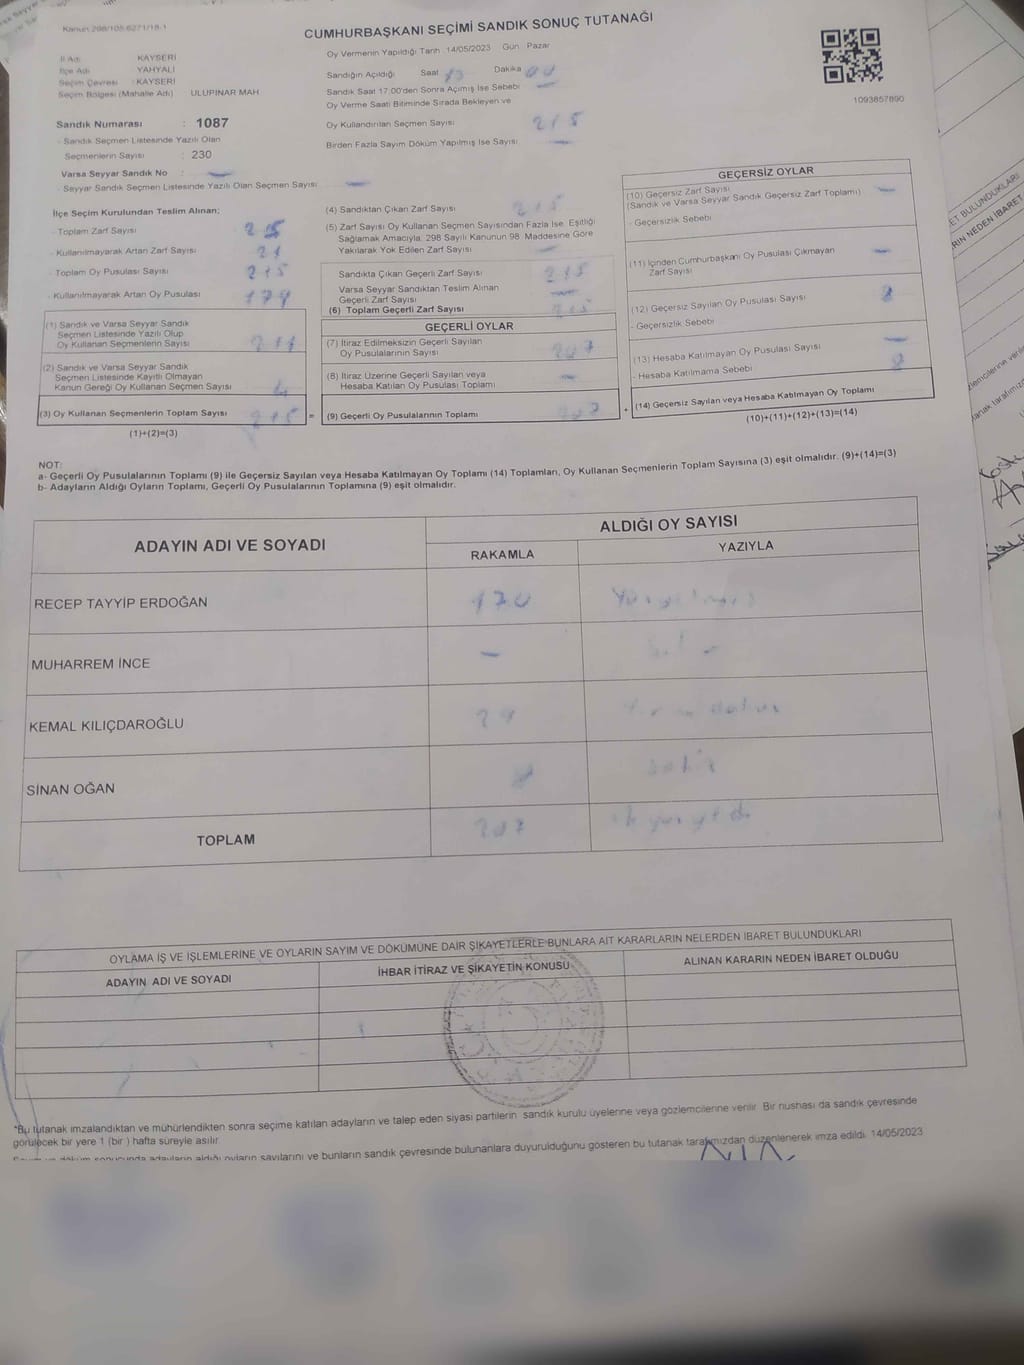 Kanun 298/105-6271/18-1
CUMHURBAŞKANI SEÇİMİ SANDIK SONUÇ TUTANAĞI
İl Adı KAYSERİ
İlçe Adı YAHYALI
Seçim Çevresi : KAYSERİ
Seçim Bölgesi (Mahalle Adı) : ULUPINAR MAH
Sandık Numarası : 1087
- Sandık Seçmen Listesinde Yazılı Olan
Seçmenlerin Sayısı : 230
Varsa Seyyar Sandık No : —
- Seyyar Sandık Seçmen Listesinde Yazılı Olan Seçmen Sayısı : —
Oy Vermenin Yapıldığı Tarih : 14/05/2023 Gün : Pazar
Sandığın Açıldığı Saat Dakika 00
Sandık Saat 17.00'den Sonra Açılmış İse Sebebi —
Oy Verme Saati Bitiminde Sırada Bekleyen ve
Oy Kullandırılan Seçmen Sayısı 215
Birden Fazla Sayım Döküm Yapılmış İse Sayısı —
1093857890
İlçe Seçim Kurulundan Teslim Alınan;
- Toplam Zarf Sayısı
- Kullanılmayarak Artan Zarf Sayısı
- Toplam Oy Pusulası Sayısı 215
- Kullanılmayarak Artan Oy Pusulası
(1) Sandık ve Varsa Seyyar Sandık
Seçmen Listesinde Yazılı Olup
Oy Kullanan Seçmenlerin Sayısı 211
(2) Sandık ve Varsa Seyyar Sandık
Seçmen Listesinde Kayıtlı Olmayan
Kanun Gereği Oy Kullanan Seçmen Sayısı 4
(3) Oy Kullanan Seçmenlerin Toplam Sayısı 215 =
(1)+(2)=(3)
(4) Sandıktan Çıkan Zarf Sayısı 215
(5) Zarf Sayısı Oy Kullanan Seçmen Sayısından Fazla İse, Eşitliği
Sağlamak Amacıyla, 298 Sayılı Kanunun 98. Maddesine Göre
Yakılarak Yok Edilen Zarf Sayısı —
Sandıkta Çıkan Geçerli Zarf Sayısı 215
Varsa Seyyar Sandıktan Teslim Alınan
Geçerli Zarf Sayısı —
(6) Toplam Geçerli Zarf Sayısı 215
GEÇERLİ OYLAR
(7) İtiraz Edilmeksizin Geçerli Sayılan
Oy Pusulalarının Sayısı 207
(8) İtiraz Üzerine Geçerli Sayılan veya
Hesaba Katılan Oy Pusulası Toplamı —
(9) Geçerli Oy Pusulalarının Toplamı 207 +
GEÇERSİZ OYLAR
(10) Geçersiz Zarf Sayısı —
(Sandık ve Varsa Seyyar Sandık Geçersiz Zarf Toplamı)
- Geçersizlik Sebebi
(11) İçinden Cumhurbaşkanı Oy Pusulası Çıkmayan —
Zarf Sayısı
(12) Geçersiz Sayılan Oy Pusulası Sayısı 8
- Geçersizlik Sebebi
(13) Hesaba Katılmayan Oy Pusulası Sayısı —
- Hesaba Katılmama Sebebi
(14) Geçersiz Sayılan veya Hesaba Katılmayan Oy Toplamı 8
(10)+(11)+(12)+(13)=(14)
NOT:
a- Geçerli Oy Pusulalarının Toplamı (9) ile Geçersiz Sayılan veya Hesaba Katılmayan Oy Toplamı (14) Toplamları, Oy Kullanan Seçmenlerin Toplam Sayısına (3) eşit olmalıdır. (9)+(14)=(3)
b- Adayların Aldığı Oyların Toplamı, Geçerli Oy Pusulalarının Toplamına (9) eşit olmalıdır.
ADAYIN ADI VE SOYADI ALDIĞI OY SAYISI
RAKAMLA YAZIYLA
RECEP TAYYİP ERDOĞAN 170
MUHARREM İNCE —
KEMAL KILIÇDAROĞLU 29
SİNAN OĞAN 8
TOPLAM 207
OYLAMA İŞ VE İŞLEMLERİNE VE OYLARIN SAYIM VE DÖKÜMÜNE DAİR ŞİKAYETLERLE BUNLARA AİT KARARLARIN NELERDEN İBARET BULUNDUKLARI
ADAYIN ADI VE SOYADI İHBAR İTİRAZ VE ŞİKAYETİN KONUSU ALINAN KARARIN NEDEN İBARET OLDUĞU
*Bu tutanak imzalandıktan ve mühürlendikten sonra seçime katılan adayların ve talep eden siyasi partilerin sandık kurulu üyelerine veya gözlemcilerine verilir. Bir nüshası da sandık çevresinde
görülecek bir yere 1 (bir ) hafta süreyle asılır.
döküm sonucunda adayların aldığı oyların sayılarını ve bunların sandık çevresinde bulunanlara duyurulduğunu gösteren bu tutanak tarafımızdan düzenlenerek imza edildi. 14/05/2023